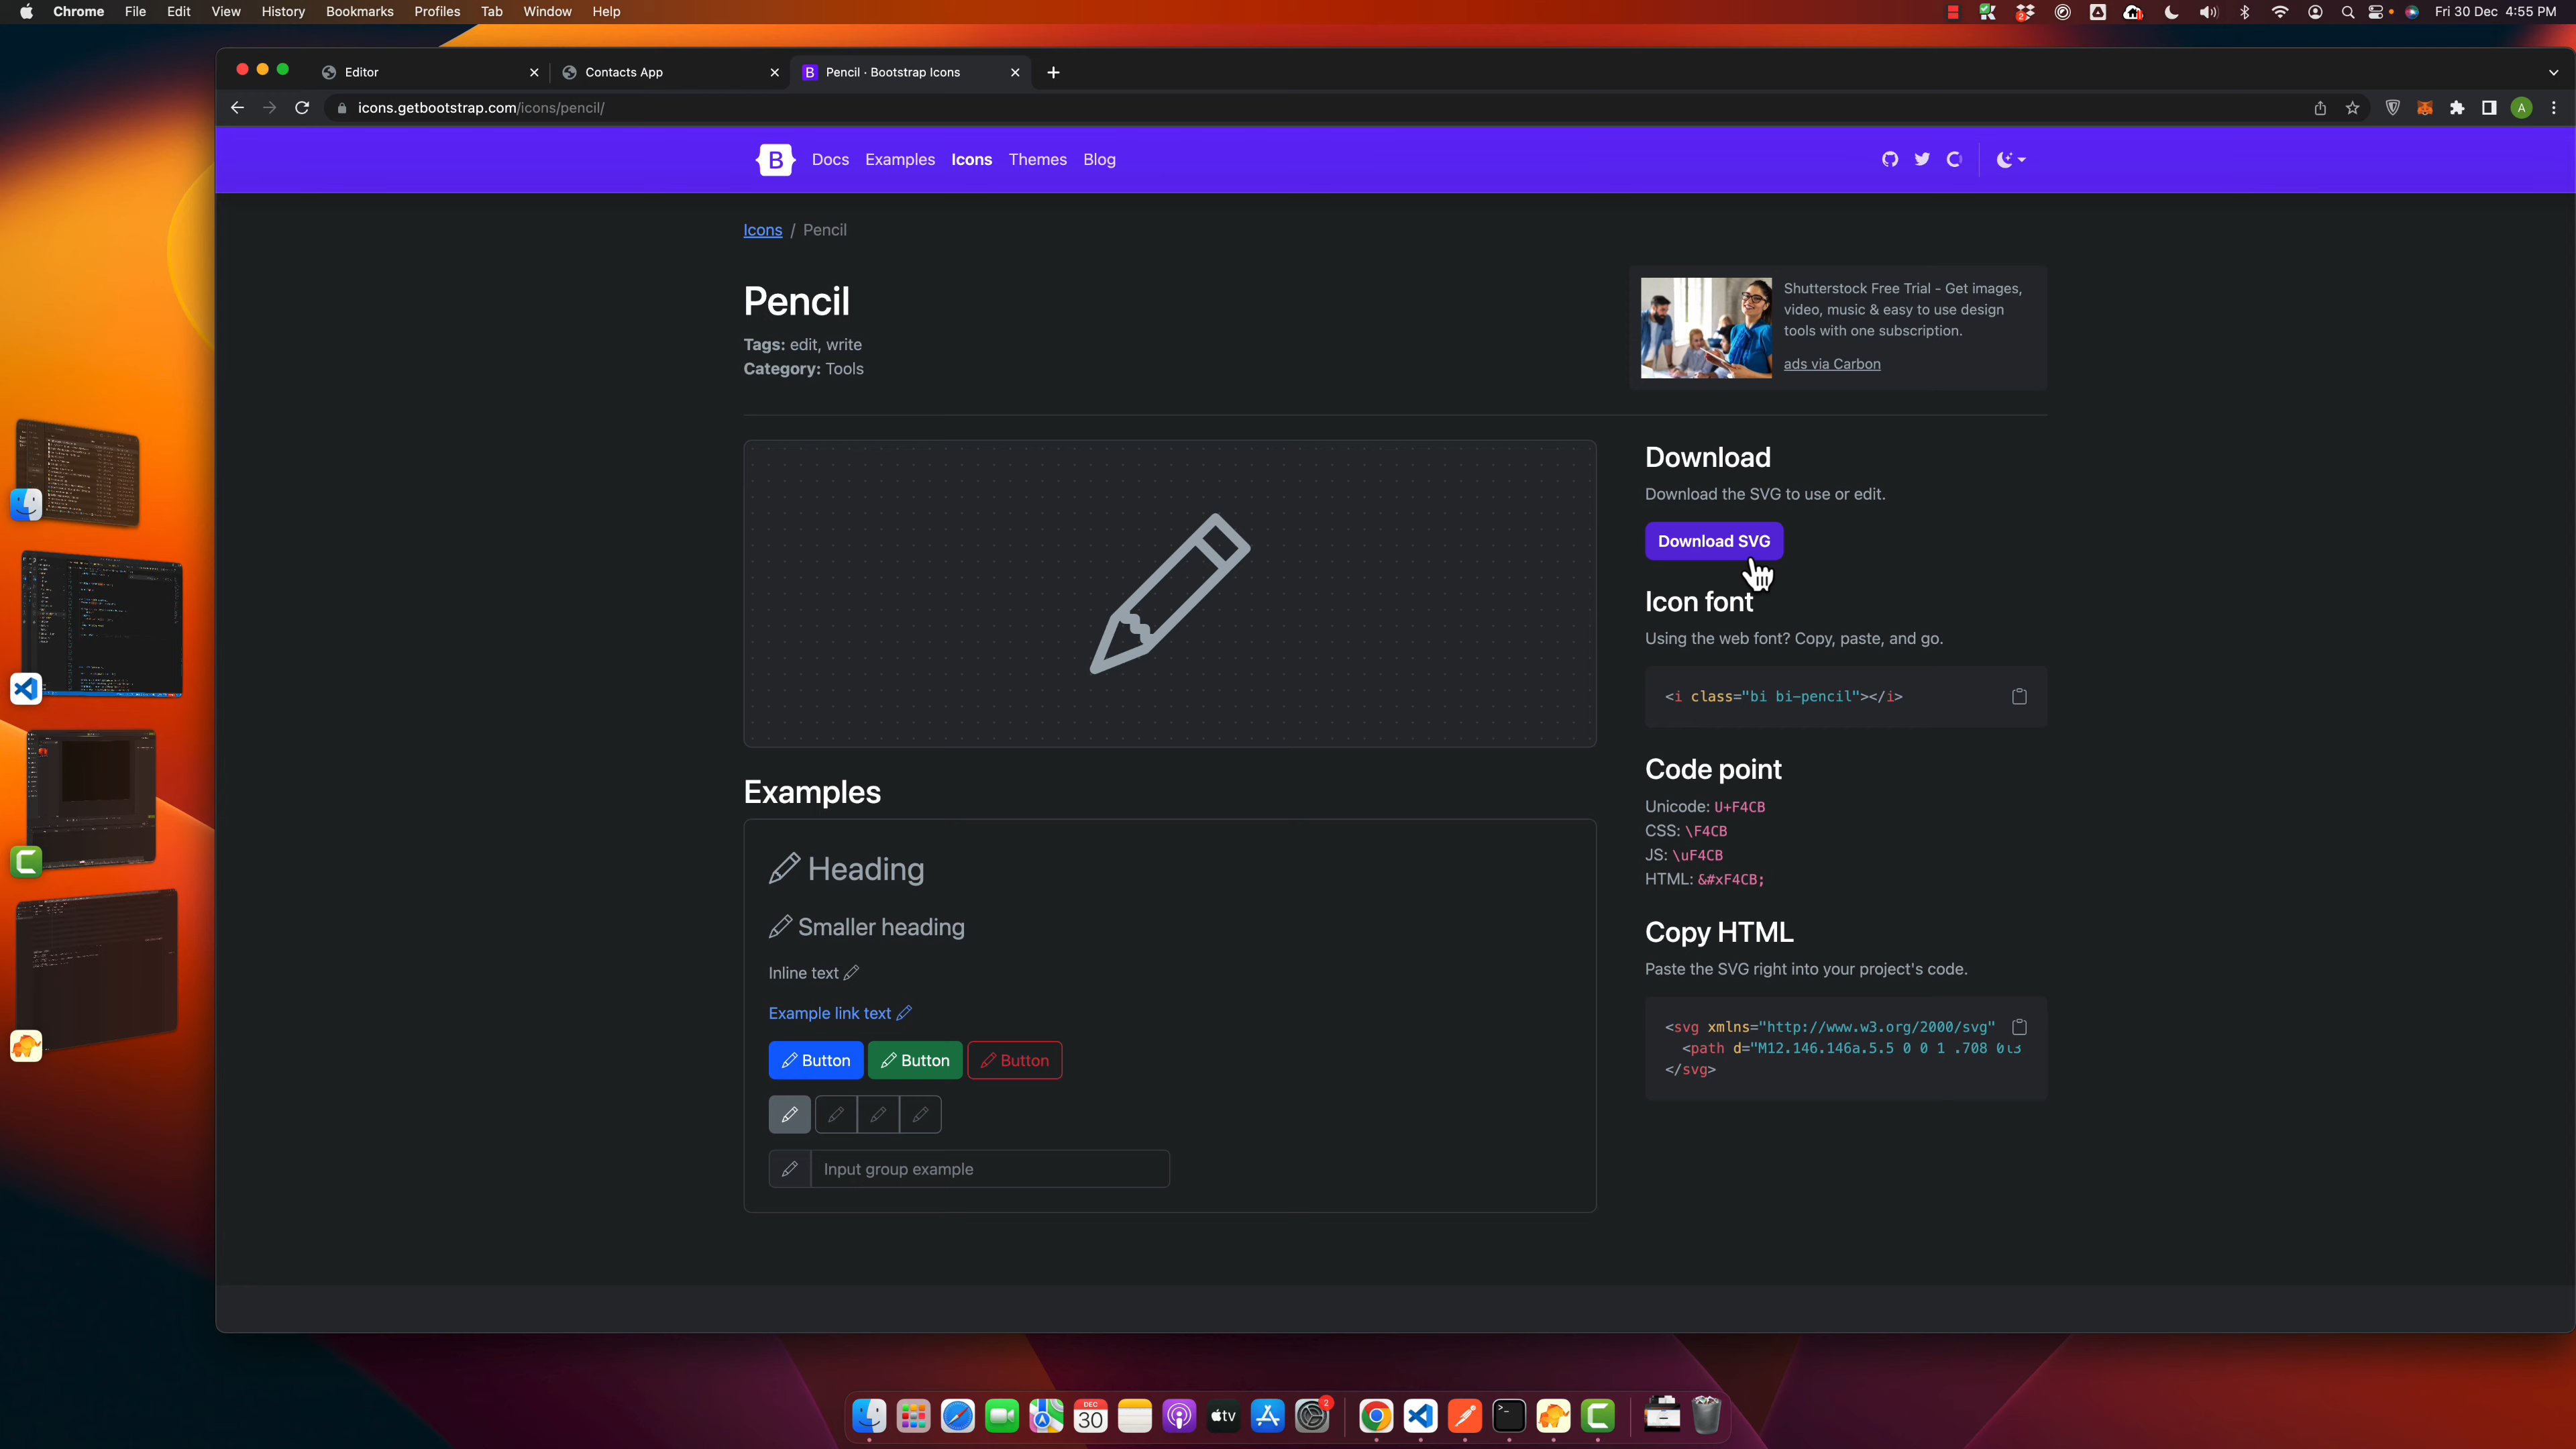 Chrome File Edit View History Bookmarks Profiles Tab Window Help
2
Fri 30 Dec 4:55 PM
Editor
Contacts App
B Pencil · Bootstrap Icons
icons.getbootstrap.com/icons/pencil/
A
B Docs Examples Icons Themes Blog
Icons / Pencil
Pencil
Tags: edit, write
Category: Tools
Shutterstock Free Trial - Get images,
video, music & easy to use design
tools with one subscription.
ads via Carbon
Download
Download the SVG to use or edit.
Download SVG
Icon font
Using the web font? Copy, paste, and go.
<i class="bi bi-pencil"></i>
Code point
Unicode: U+F4CB
CSS: \F4CB
JS: \uF4CB
HTML: &#xF4CB;
Copy HTML
Paste the SVG right into your project's code.
<svg xmlns="http://www.w3.org/2000/svg"
<path d="M12.146.146a.5.5 0 0 1 .708 0l3
</svg>
Examples
Heading
Smaller heading
Inline text
Example link text
Button Button Button
Input group example
DEC
30
tv
2